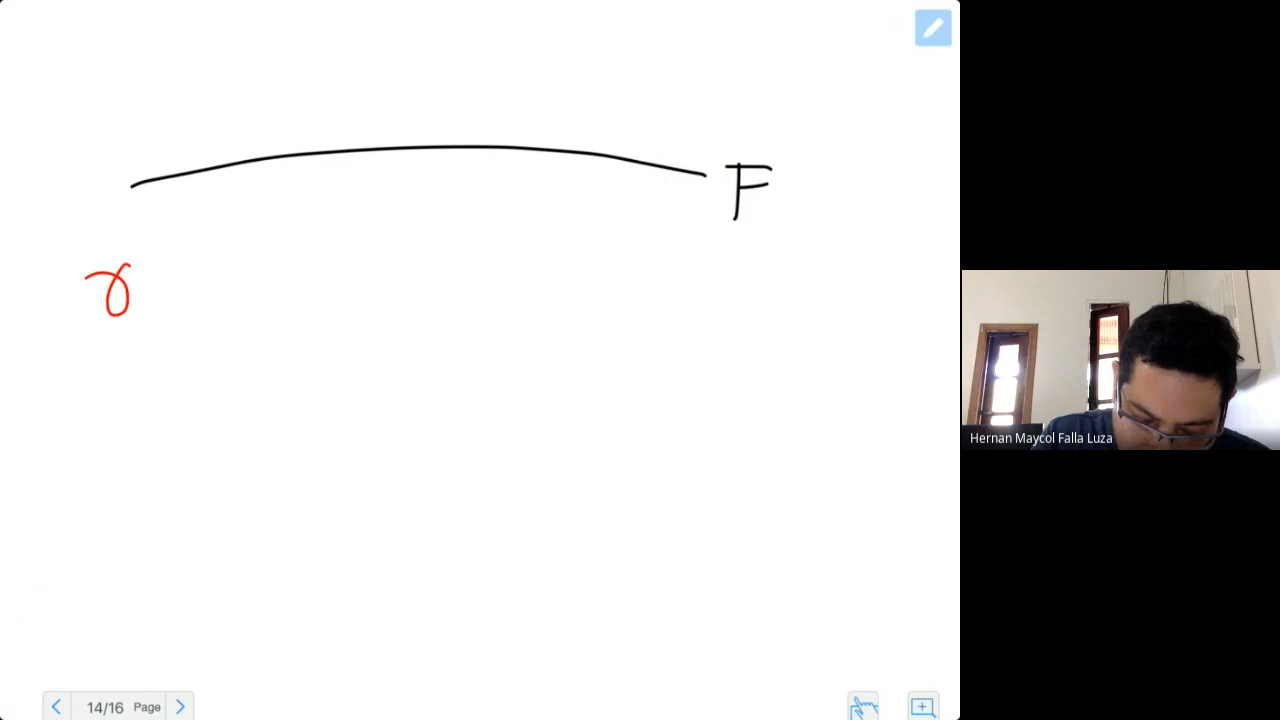 F
γ
Hernan Maycol Falla Luza
14/16 Page